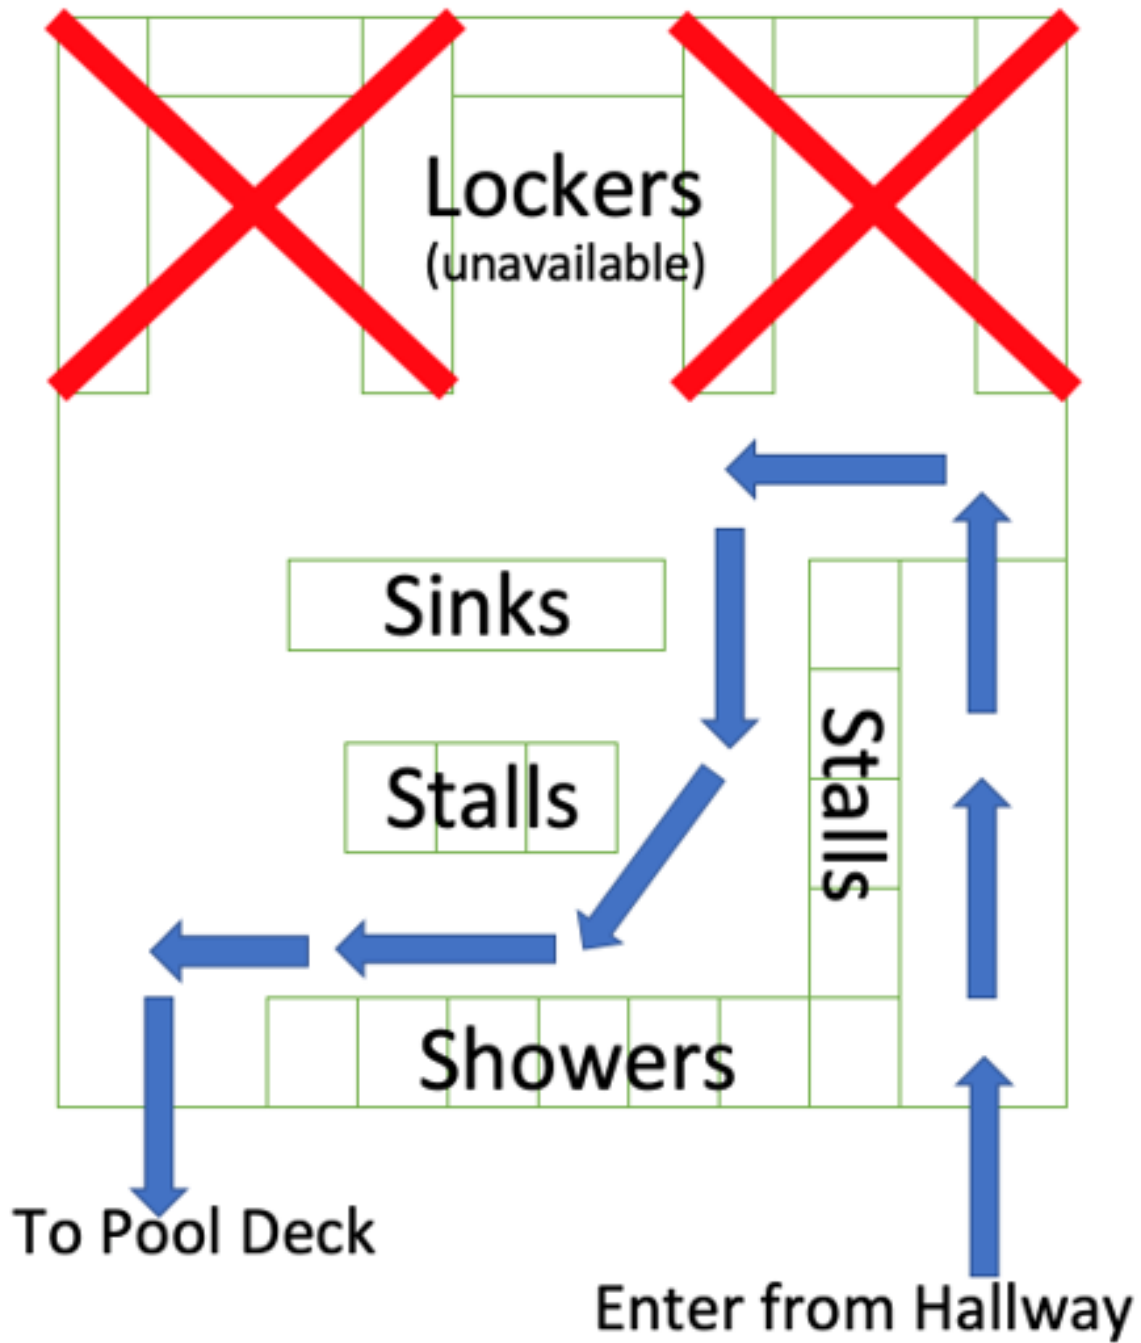 Lockers
(unavailable)
Sinks
Stalls
Stalls
Showers
To Pool Deck
Enter from Hallway